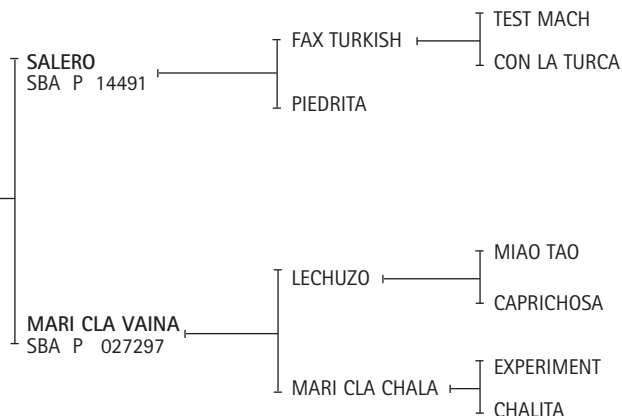 SALERO
SBA P 14491
FAX TURKISH
TEST MACH
CON LA TURCA
PIEDRITA
MARI CLA VAINA
SBA P 027297
LECHUZO
MIAO TAO
CAPRICHOSA
MARI CLA CHALA
EXPERIMENT
CHALITA